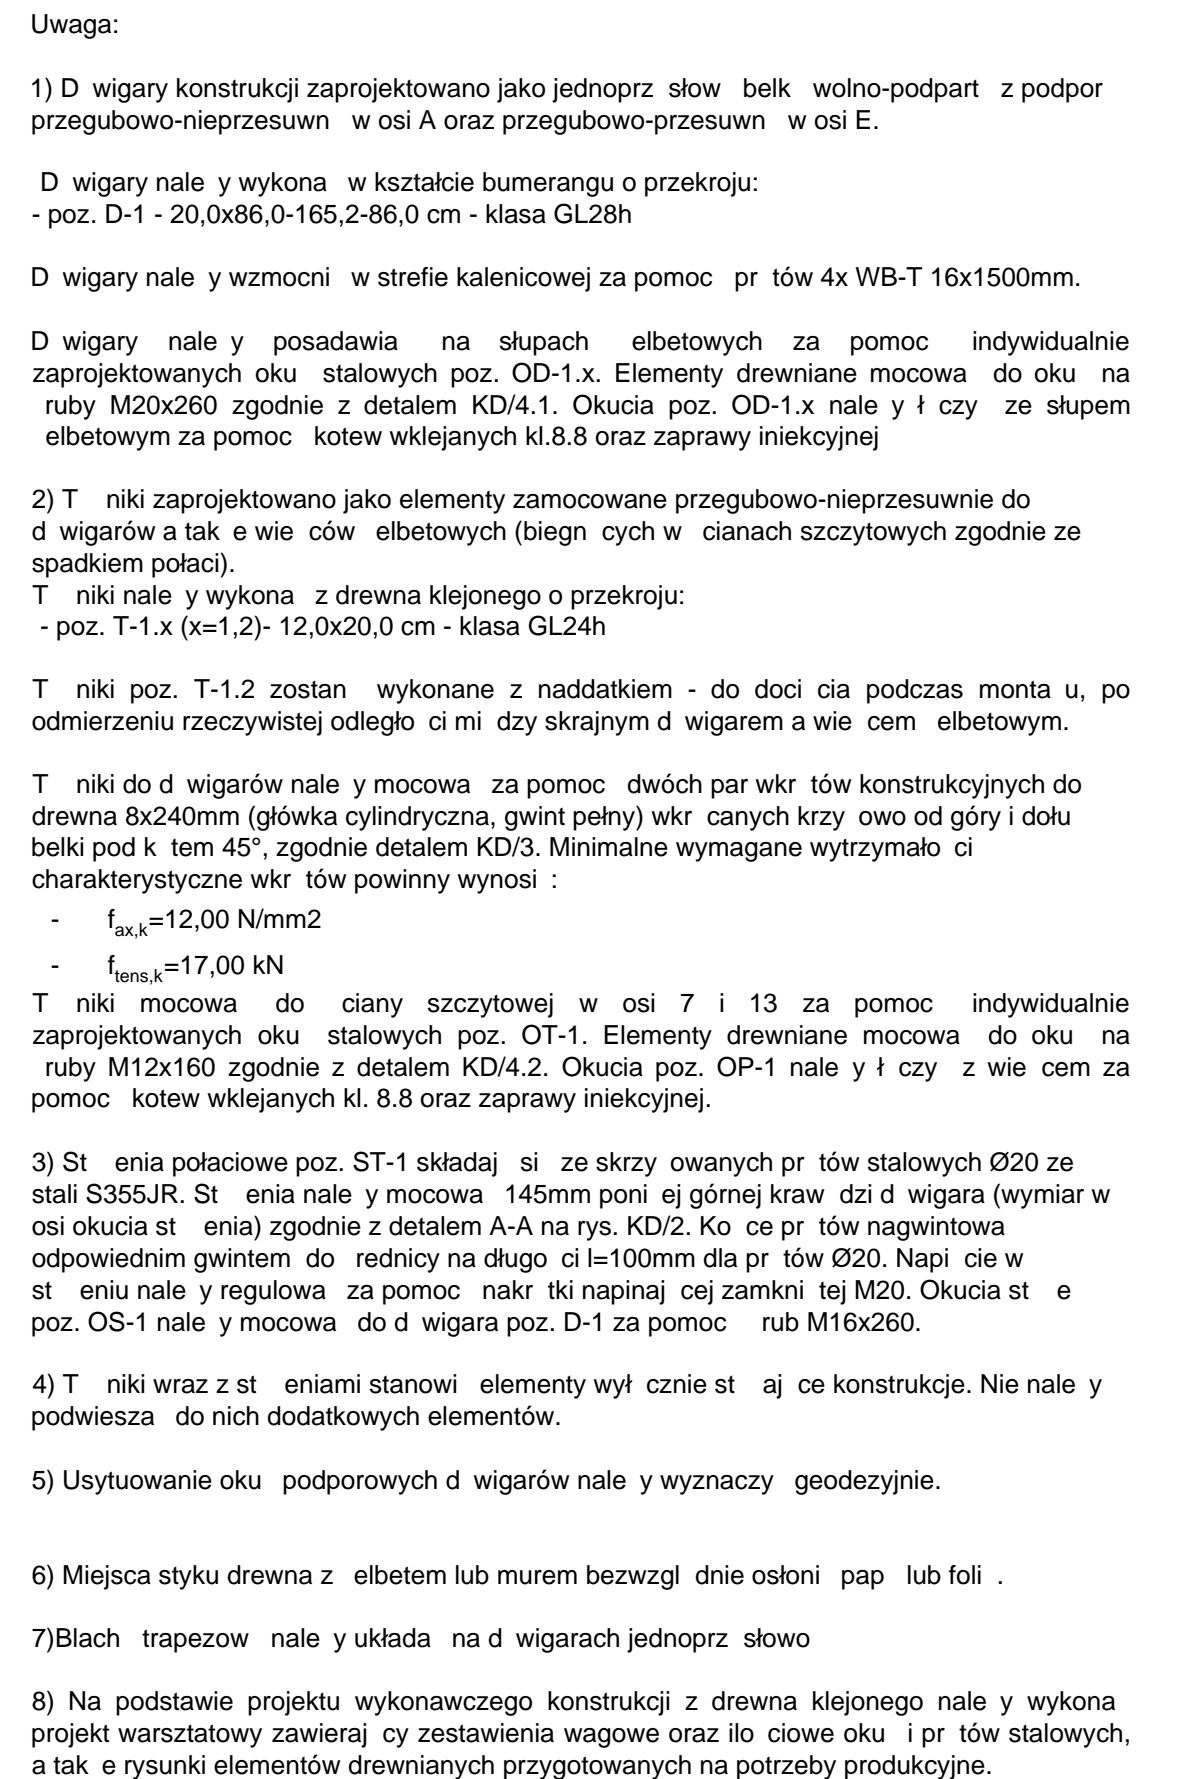 Uwaga:
1) D wigary konstrukcji zaprojektowano jako jednoprz słow belk wolno-podpart z podpor
przegubowo-nieprzesuwn w osi A oraz przegubowo-przesuwn w osi E.
D wigary nale y wykona w kształcie bumerangu o przekroju:
- poz. D-1 - 20,0x86,0-165,2-86,0 cm - klasa GL28h
D wigary nale y wzmocni w strefie kalenicowej za pomoc pr tów 4x WB-T 16x1500mm.
D wigary nale y posadawia na słupach elbetowych za pomoc indywidualnie
zaprojektowanych oku stalowych poz. OD-1.x. Elementy drewniane mocowa do oku na
ruby M20x260 zgodnie z detalem KD/4.1. Okucia poz. OD-1.x nale y ł czy ze słupem
elbetowym za pomoc kotew wklejanych kl.8.8 oraz zaprawy iniekcyjnej
2) T niki zaprojektowano jako elementy zamocowane przegubowo-nieprzesuwnie do
d wigarów a tak e wie ców elbetowych (biegn cych w cianach szczytowych zgodnie ze
spadkiem połaci).
T niki nale y wykona z drewna klejonego o przekroju:
- poz. T-1.x (x=1,2)- 12,0x20,0 cm - klasa GL24h
T niki poz. T-1.2 zostan wykonane z naddatkiem - do doci cia podczas monta u, po
odmierzeniu rzeczywistej odległo ci mi dzy skrajnym d wigarem a wie cem elbetowym.
T niki do d wigarów nale y mocowa za pomoc dwóch par wkr tów konstrukcyjnych do
drewna 8x240mm (główka cylindryczna, gwint pełny) wkr canych krzy owo od góry i dołu
belki pod k tem 45°, zgodnie detalem KD/3. Minimalne wymagane wytrzymało ci
charakterystyczne wkr tów powinny wynosi :
- f_ax,k=12,00 N/mm2
- f_tens,k=17,00 kN
T niki mocowa do ciany szczytowej w osi 7 i 13 za pomoc indywidualnie
zaprojektowanych oku stalowych poz. OT-1. Elementy drewniane mocowa do oku na
ruby M12x160 zgodnie z detalem KD/4.2. Okucia poz. OP-1 nale y ł czy z wie cem za
pomoc kotew wklejanych kl. 8.8 oraz zaprawy iniekcyjnej.
3) St enia połaciowe poz. ST-1 składaj si ze skrzy owanych pr tów stalowych Ø20 ze
stali S355JR. St enia nale y mocowa 145mm poni ej górnej kraw dzi d wigara (wymiar w
osi okucia st enia) zgodnie z detalem A-A na rys. KD/2. Ko ce pr tów nagwintowa
odpowiednim gwintem do rednicy na długo ci l=100mm dla pr tów Ø20. Napi cie w
st eniu nale y regulowa za pomoc nakr tki napinaj cej zamkni tej M20. Okucia st e
poz. OS-1 nale y mocowa do d wigara poz. D-1 za pomoc rub M16x260.
4) T niki wraz z st eniami stanowi elementy wył cznie st aj ce konstrukcje. Nie nale y
podwiesza do nich dodatkowych elementów.
5) Usytuowanie oku podporowych d wigarów nale y wyznaczy geodezyjnie.
6) Miejsca styku drewna z elbetem lub murem bezwzgl dnie osłoni pap lub foli .
7)Blach trapezow nale y układa na d wigarach jednoprz słowo
8) Na podstawie projektu wykonawczego konstrukcji z drewna klejonego nale y wykona
projekt warsztatowy zawieraj cy zestawienia wagowe oraz ilo ciowe oku i pr tów stalowych,
a tak e rysunki elementów drewnianych przygotowanych na potrzeby produkcyjne.